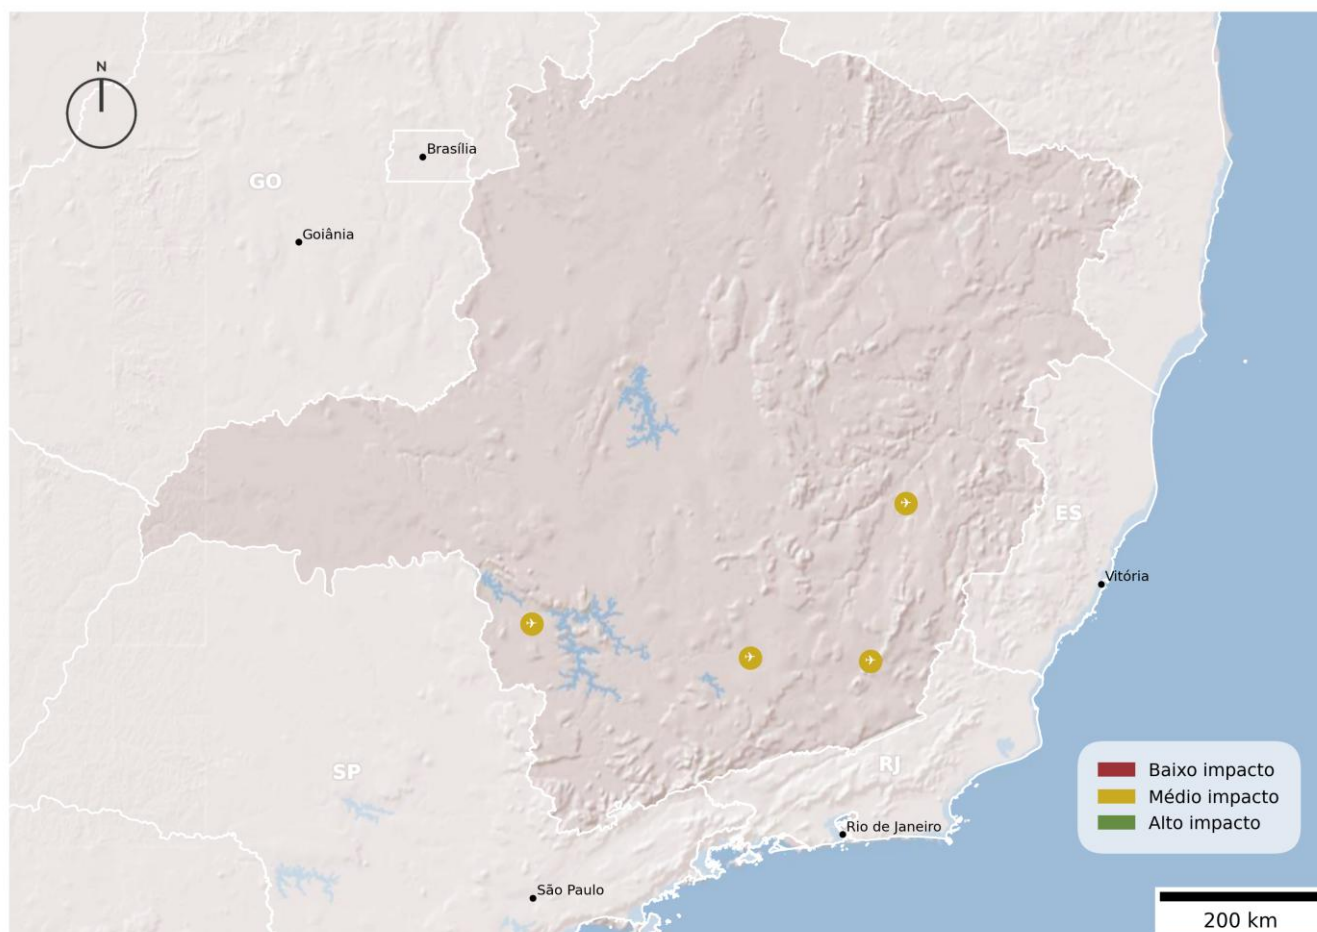 N
Brasília
GO
Goiânia
ES
Vitória
SP
RJ
Rio de Janeiro
São Paulo
Baixo impacto
Médio impacto
Alto impacto
200 km